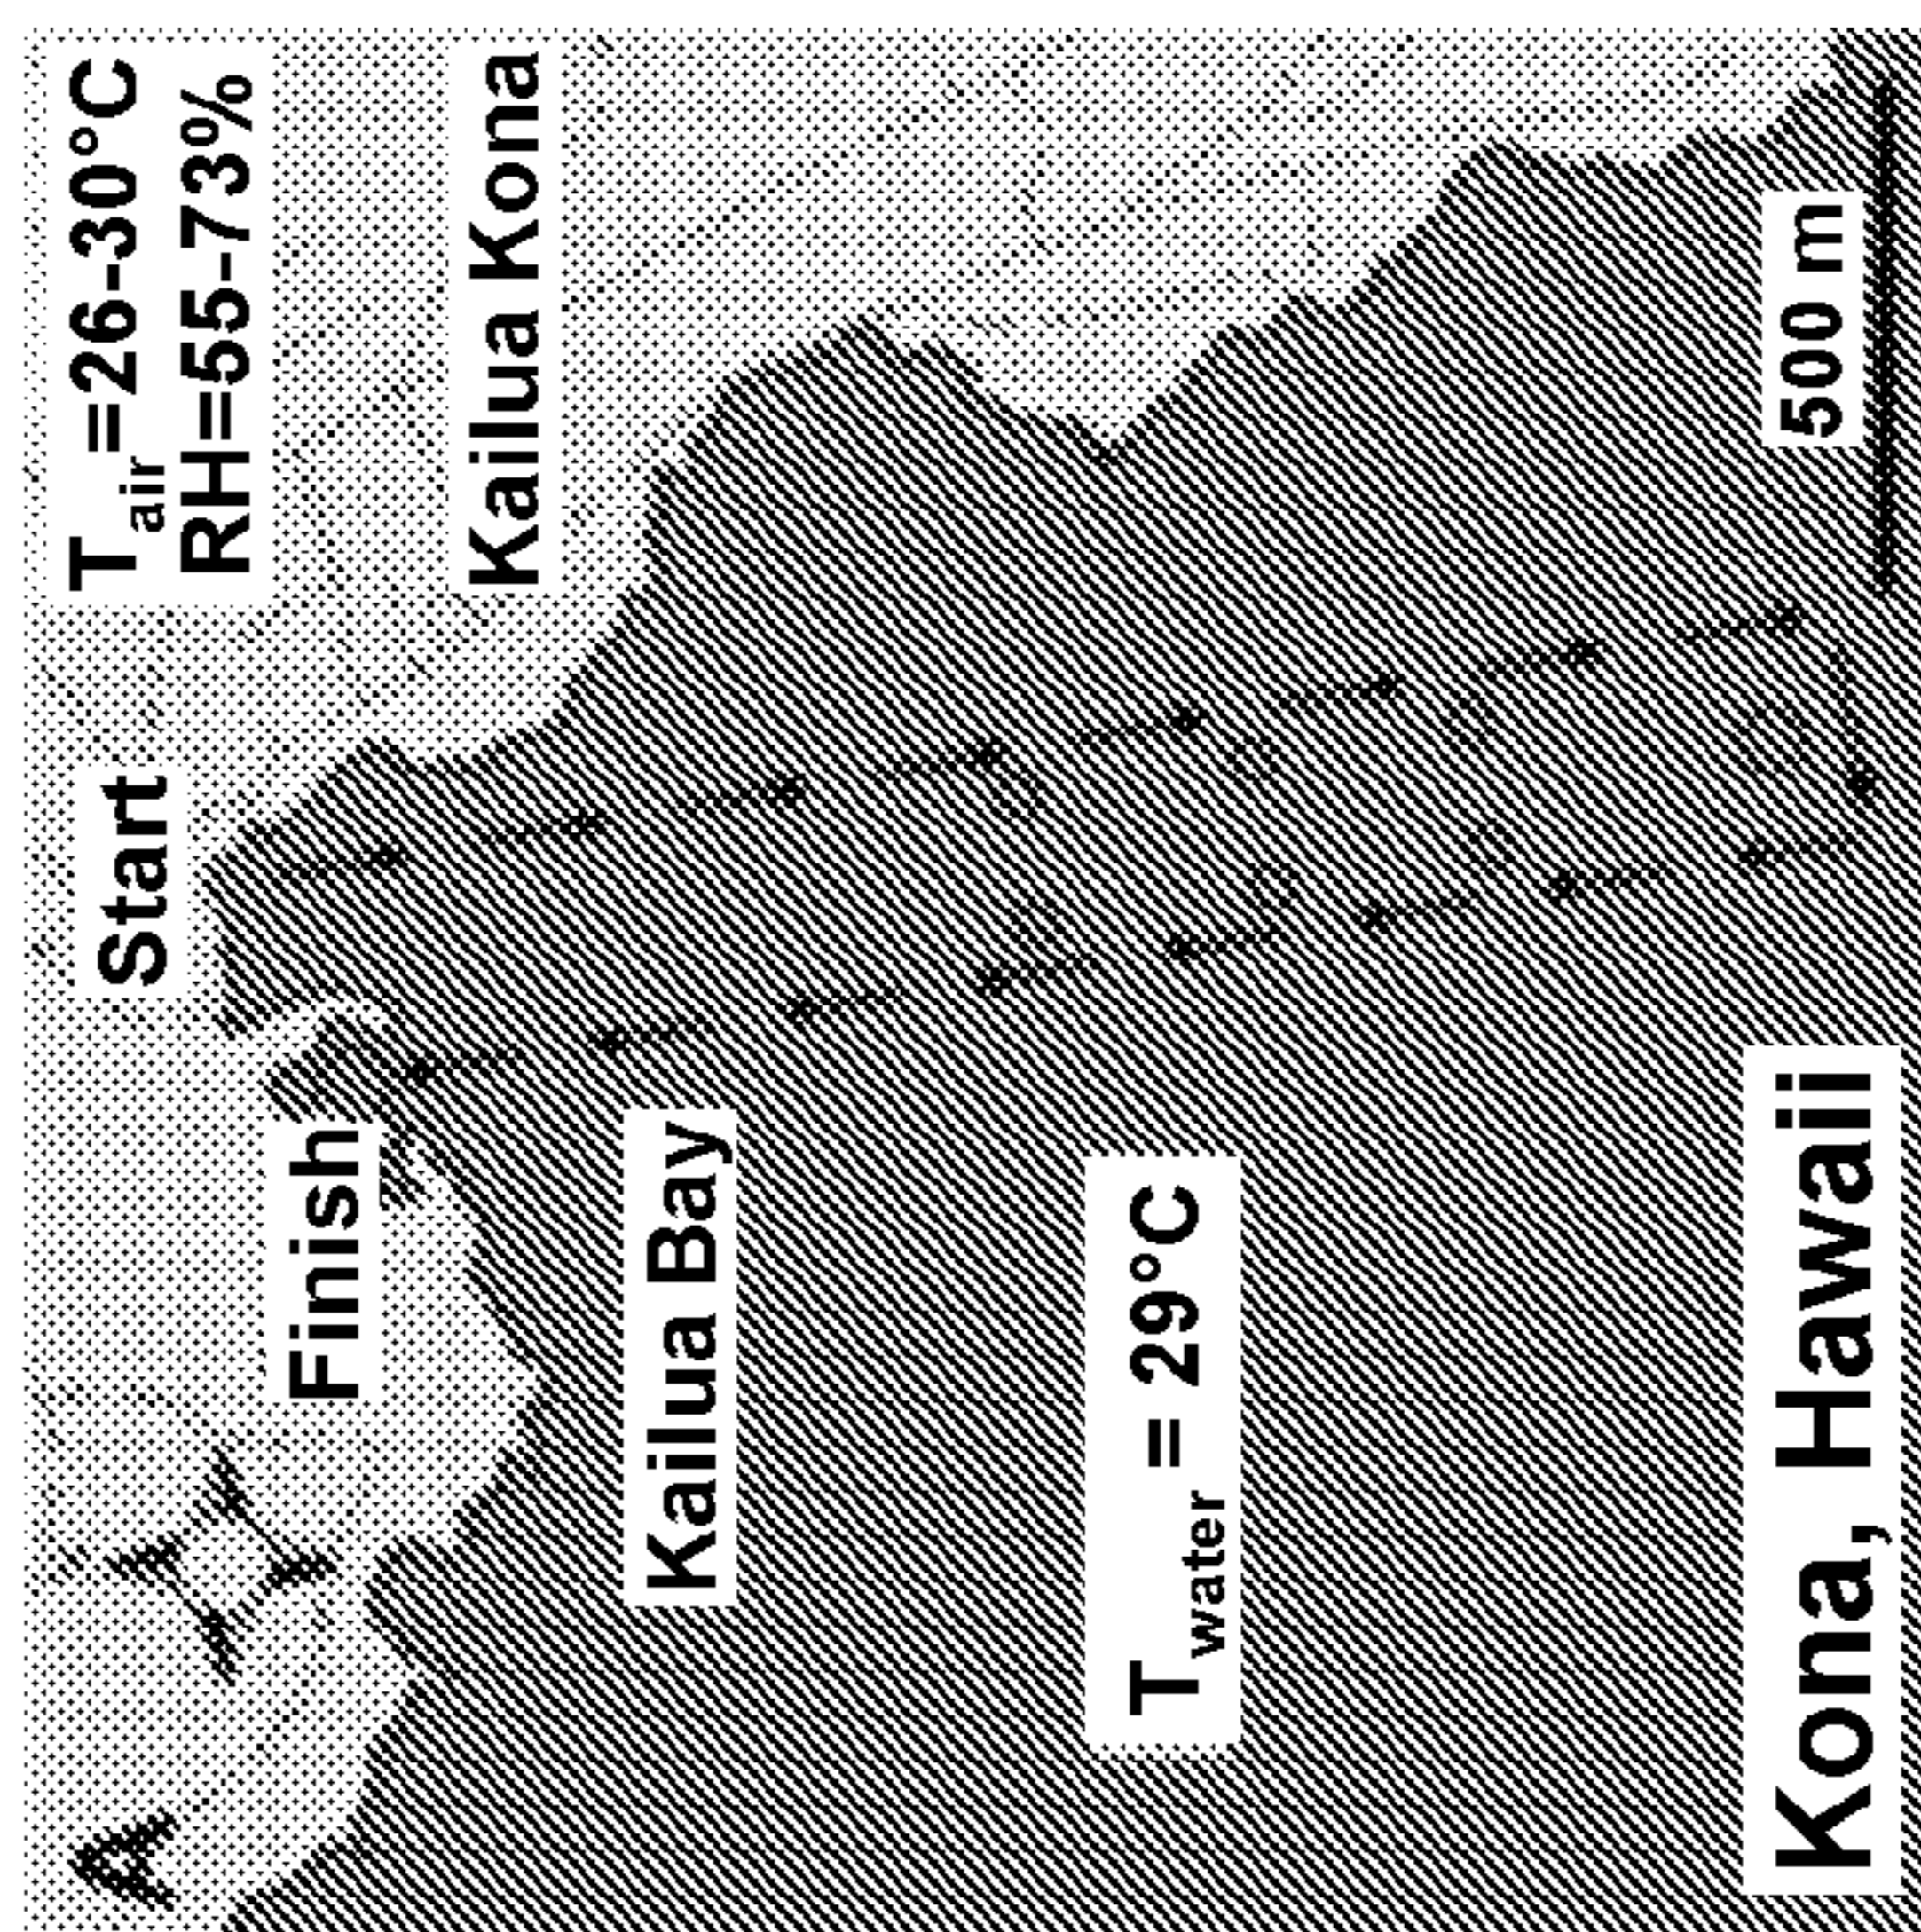 A
T_air=26-30°C
RH=55-73%
Start
Finish
Kailua Kona
Kailua Bay
T_water = 29°C
500 m
Kona, Hawaii